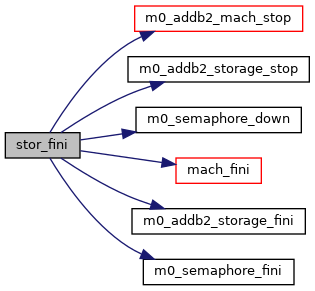 m0_addb2_mach_stop
m0_addb2_storage_stop
m0_semaphore_down
stor_fini
mach_fini
m0_addb2_storage_fini
m0_semaphore_fini